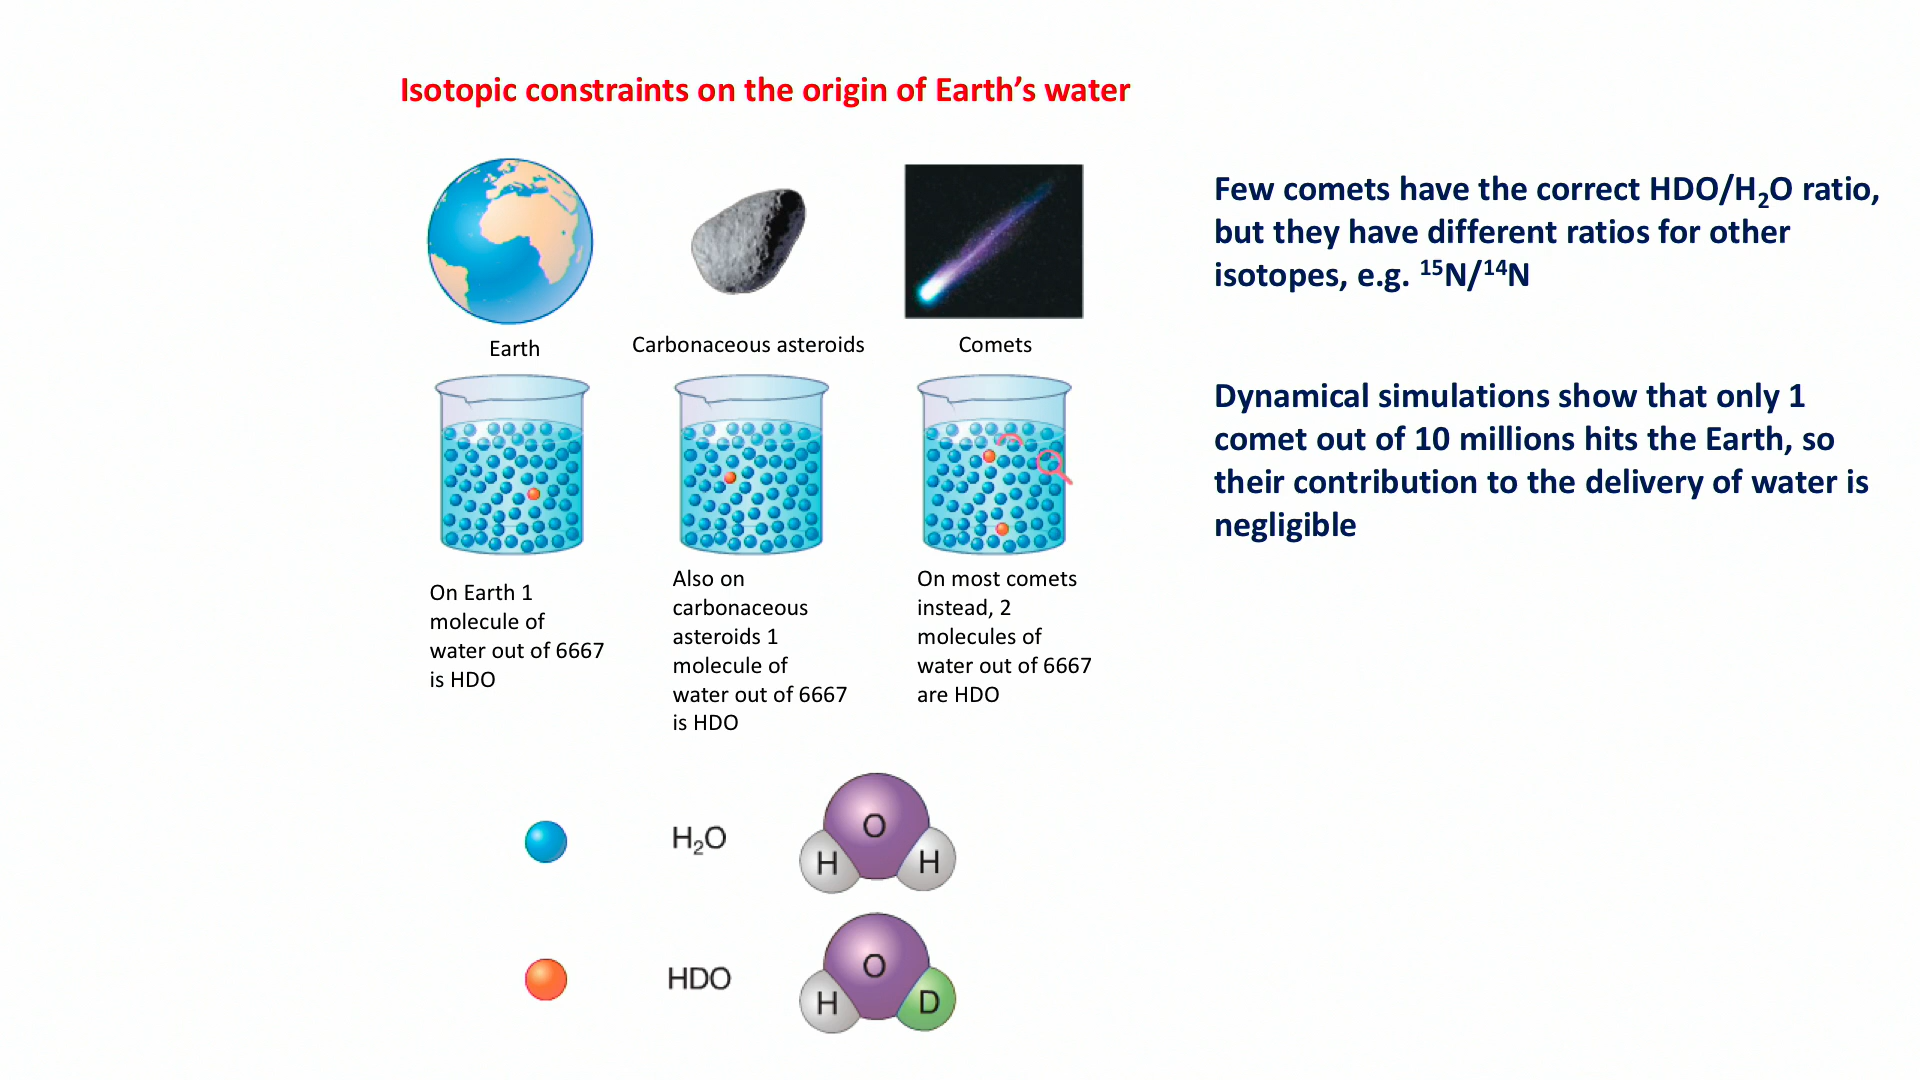 Isotopic constraints on the origin of Earth’s water
Earth
Carbonaceous asteroids
Comets
On Earth 1
molecule of
water out of 6667
is HDO
Also on
carbonaceous
asteroids 1
molecule of
water out of 6667
is HDO
On most comets
instead, 2
molecules of
water out of 6667
are HDO
H₂O
O
H
H
HDO
O
H
D
Few comets have the correct HDO/H₂O ratio,
but they have different ratios for other
isotopes, e.g. ¹⁵N/¹⁴N
Dynamical simulations show that only 1
comet out of 10 millions hits the Earth, so
their contribution to the delivery of water is
negligible